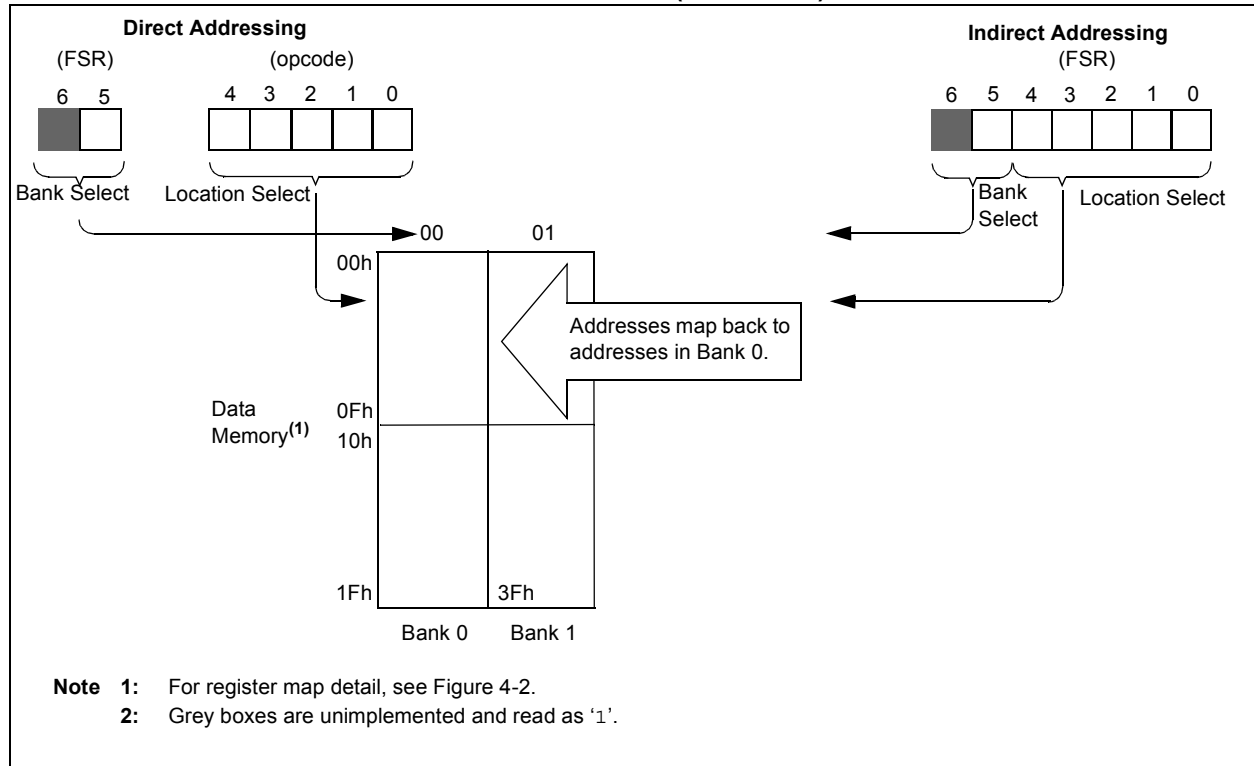 Direct Addressing
(FSR) (opcode)
6 5 4 3 2 1 0
Bank Select Location Select
Indirect Addressing
(FSR)
6 5 4 3 2 1 0
Bank Select
Location Select
00 01
00h
Addresses map back to
addresses in Bank 0.
Data
Memory(1)
0Fh
10h
1Fh 3Fh
Bank 0 Bank 1
Note 1: For register map detail, see Figure 4-2.
2: Grey boxes are unimplemented and read as ‘1’.